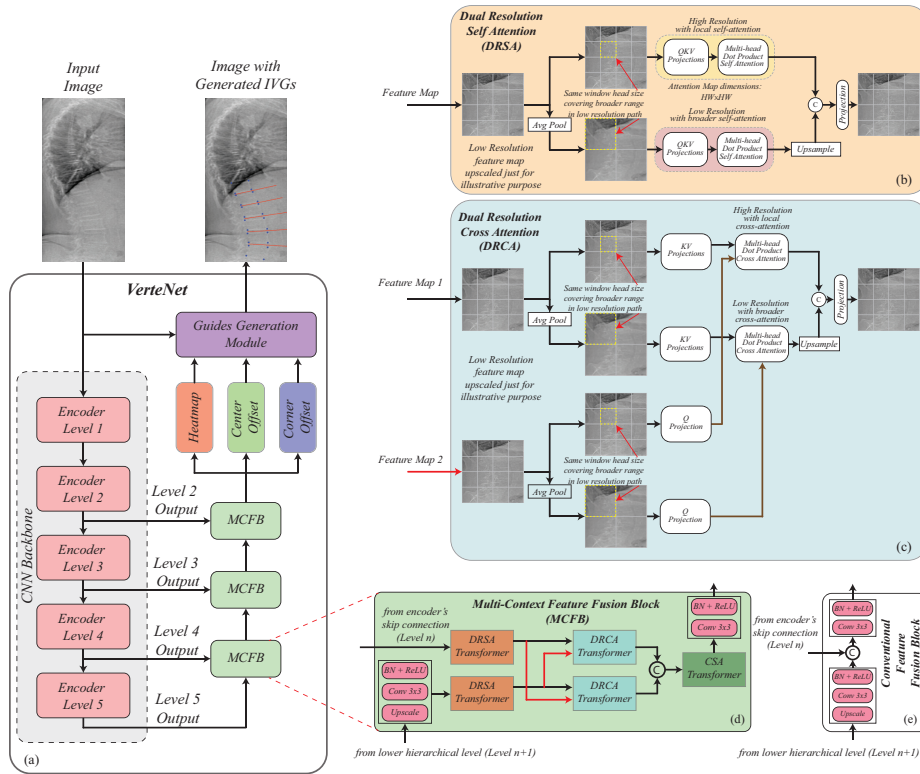 Input
Image
Image with
Generated IVGs
VerteNet
Guides Generation
Module
Heatmap
Center
Offset
Corner
Offset
CNN Backbone
Encoder
Level 1
Encoder
Level 2
Encoder
Level 3
Encoder
Level 4
Encoder
Level 5
Level 2
Output
Level 3
Output
Level 4
Output
Level 5
Output
MCFB
MCFB
MCFB
(a)
Dual Resolution
Self Attention
(DRSA)
Feature Map
Avg Pool
Low Resolution
feature map
upscaled just for
illustrative purpose
Same window head size
covering broader range
in low resolution path
High Resolution
with local self-attention
QKV
Projections
Multi-head
Dot Product
Self Attention
Attention Map dimensions:
HWxHW
Low Resolution
with broader self-attention
QKV
Projections
Multi-head
Dot Product
Self Attention
Upsample
C
Projection
(b)
Dual Resolution
Cross Attention
(DRCA)
Feature Map 1
Avg Pool
Low Resolution
feature map
upscaled just for
illustrative purpose
Same window head size
covering broader range
in low resolution path
KV
Projections
KV
Projections
High Resolution
with local
cross-attention
Multi-head
Dot Product
Cross Attention
Low Resolution
with broader
cross-attention
Multi-head
Dot Product
Cross Attention
Upsample
C
Projection
Feature Map 2
Avg Pool
Same window head size
covering broader range
in low resolution path
Q
Projection
Q
Projection
(c)
Multi-Context Feature Fusion Block
(MCFB)
from encoder's
skip connection
(Level n)
BN + ReLU
Conv 3x3
Upscale
DRSA
Transformer
DRSA
Transformer
DRCA
Transformer
DRCA
Transformer
C
CSA
Transformer
BN + ReLU
Conv 3x3
(d)
from lower hierarchical level (Level n+1)
from encoder's
skip connection
(Level n)
BN + ReLU
Conv 3x3
C
BN + ReLU
Conv 3x3
Upscale
Conventional
Feature
Fusion Block
(e)
from lower hierarchical level (Level n+1)